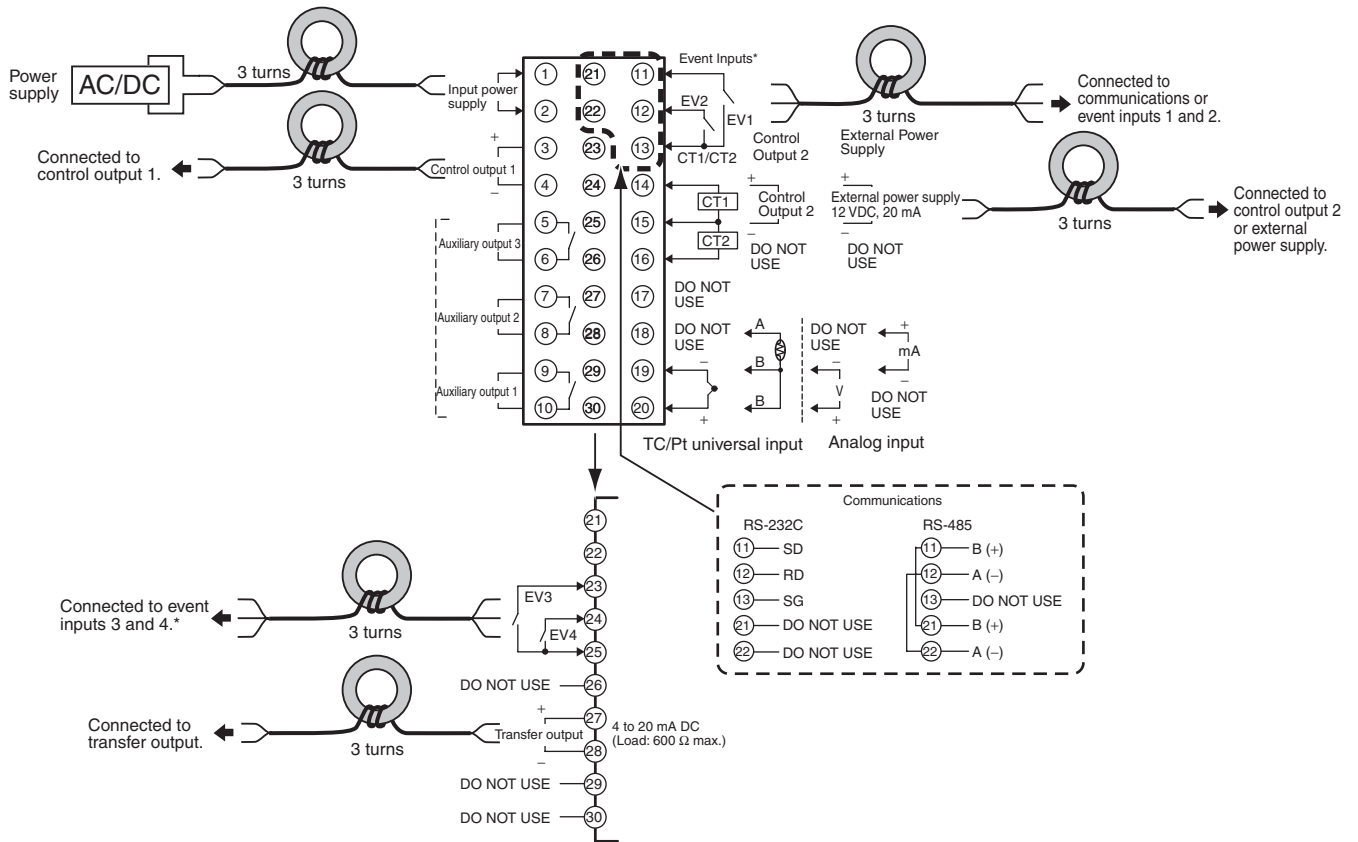 Power supply
AC/DC
3 turns
Input power supply
Connected to control output 1.
3 turns
+
Control output 1
−
Auxiliary output 3
Auxiliary output 2
Auxiliary output 1
1 21 11
2 22 12
3 23 13
4 24 14
5 25 15
6 26 16
7 27 17
8 28 18
9 29 19
10 30 20
Event Inputs*
EV2
EV1
CT1/CT2
CT1
CT2
Control Output 2
+
Control Output 2
−
DO NOT USE
External Power Supply
+
External power supply 12 VDC, 20 mA
−
DO NOT USE
3 turns
Connected to communications or event inputs 1 and 2.
3 turns
Connected to control output 2 or external power supply.
DO NOT USE
DO NOT USE
−
+
A
B
B
TC/Pt universal input
DO NOT USE
−
V
+
+
mA
−
DO NOT USE
Analog input
Communications
RS-232C
11 SD
12 RD
13 SG
21 DO NOT USE
22 DO NOT USE
RS-485
11 B (+)
12 A (−)
13 DO NOT USE
21 B (+)
22 A (−)
Connected to event inputs 3 and 4.*
3 turns
EV3
EV4
21
22
23
24
25
DO NOT USE 26
Connected to transfer output.
3 turns
+
Transfer output
−
27
28
4 to 20 mA DC
(Load: 600 Ω max.)
DO NOT USE 29
DO NOT USE 30